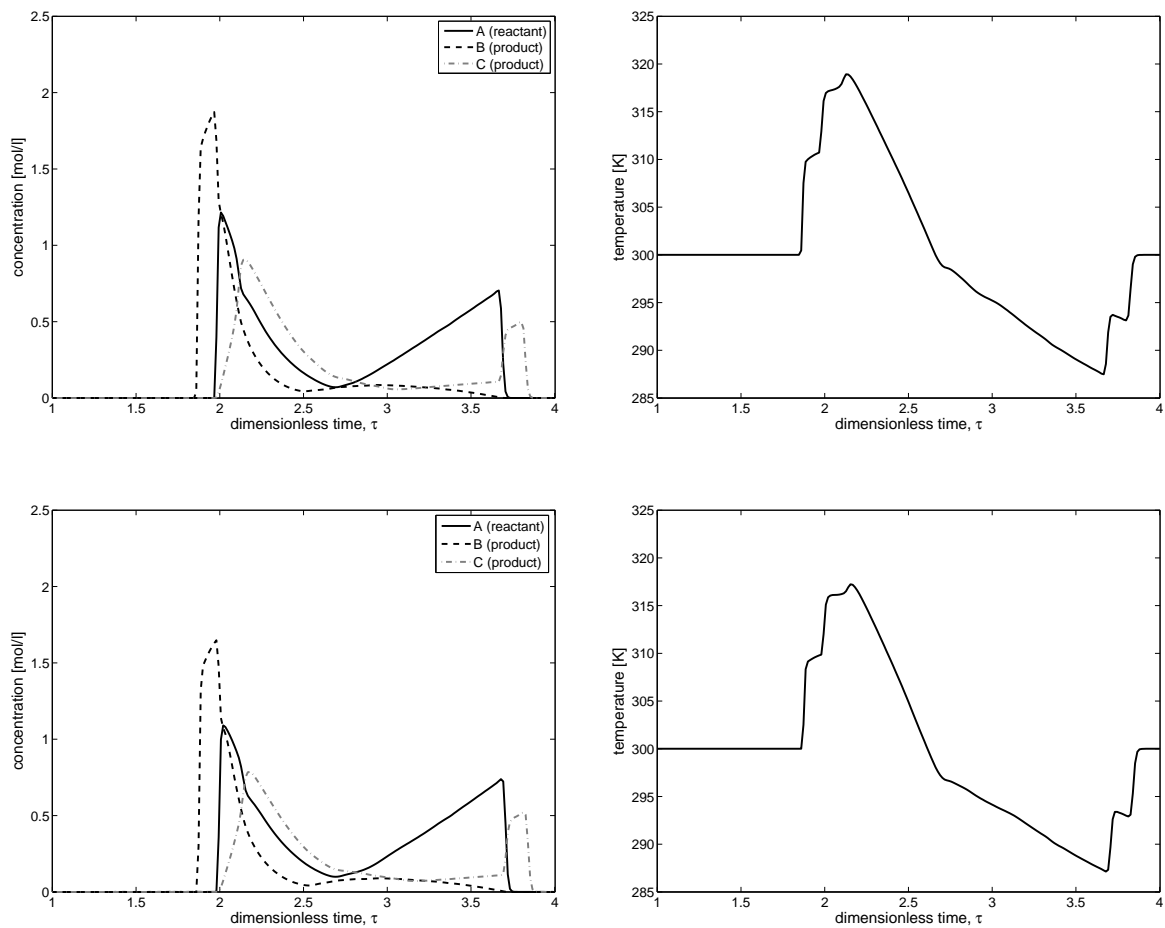 2.5
2
1.5
1
0.5
0
1 1.5 2 2.5 3 3.5 4
concentration [mol/l]
dimensionless time, τ
A (reactant)
B (product)
C (product)
325
320
315
310
305
300
295
290
285
1 1.5 2 2.5 3 3.5 4
temperature [K]
dimensionless time, τ
2.5
2
1.5
1
0.5
0
1 1.5 2 2.5 3 3.5 4
concentration [mol/l]
dimensionless time, τ
A (reactant)
B (product)
C (product)
325
320
315
310
305
300
295
290
285
1 1.5 2 2.5 3 3.5 4
temperature [K]
dimensionless time, τ